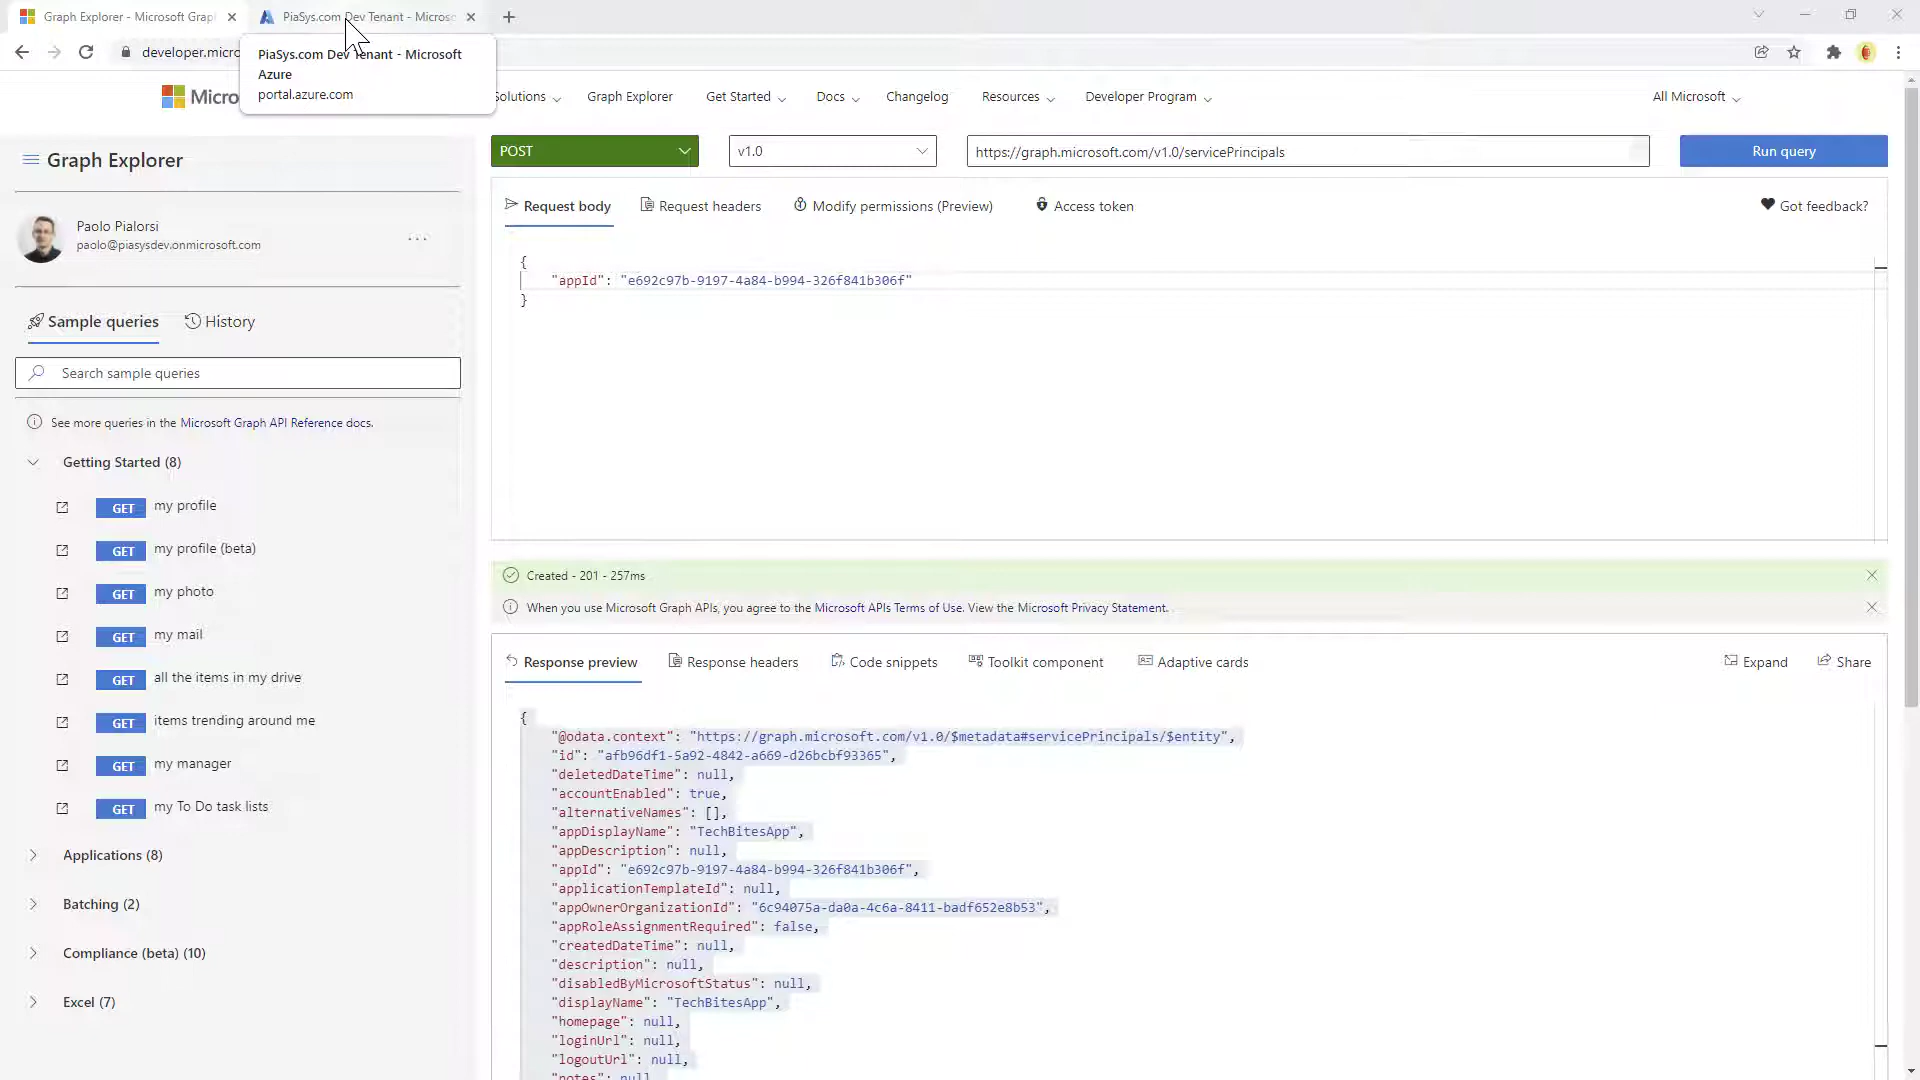 Graph Explorer - Microsoft Grap
PiaSys.com Dev Tenant - Micros
developer.micro
PiaSys.com Dev Tenant - Microsoft
Azure
portal.azure.com
Micro
Solutions
Graph Explorer
Get Started
Docs
Changelog
Resources
Developer Program
All Microsoft
Graph Explorer
POST
v1.0
https://graph.microsoft.com/v1.0/servicePrincipals
Run query
Paolo Pialorsi
paolo@piasysdev.onmicrosoft.com
...
Request body
Request headers
Modify permissions (Preview)
Access token
Got feedback?
{
"appId": "e692c97b-9197-4a84-b994-326f841b306f"
}
Sample queries
History
Search sample queries
See more queries in the Microsoft Graph API Reference docs.
Getting Started (8)
GET my profile
GET my profile (beta)
GET my photo
GET my mail
GET all the items in my drive
GET items trending around me
GET my manager
GET my To Do task lists
Applications (8)
Batching (2)
Compliance (beta) (10)
Excel (7)
Created - 201 - 257ms
When you use Microsoft Graph APIs, you agree to the Microsoft APIs Terms of Use. View the Microsoft Privacy Statement.
Response preview
Response headers
Code snippets
Toolkit component
Adaptive cards
Expand
Share
{
"@odata.context": "https://graph.microsoft.com/v1.0/$metadata#servicePrincipals/$entity",
"id": "afb96df1-5a92-4842-a669-d26bcbf93365",
"deletedDateTime": null,
"accountEnabled": true,
"alternativeNames": [],
"appDisplayName": "TechBitesApp",
"appDescription": null,
"appId": "e692c97b-9197-4a84-b994-326f841b306f",
"applicationTemplateId": null,
"appOwnerOrganizationId": "6c94075a-da0a-4c6a-8411-badf652e8b53",
"appRoleAssignmentRequired": false,
"createdDateTime": null,
"description": null,
"disabledByMicrosoftStatus": null,
"displayName": "TechBitesApp",
"homepage": null,
"loginUrl": null,
"logoutUrl": null,
"notes": null